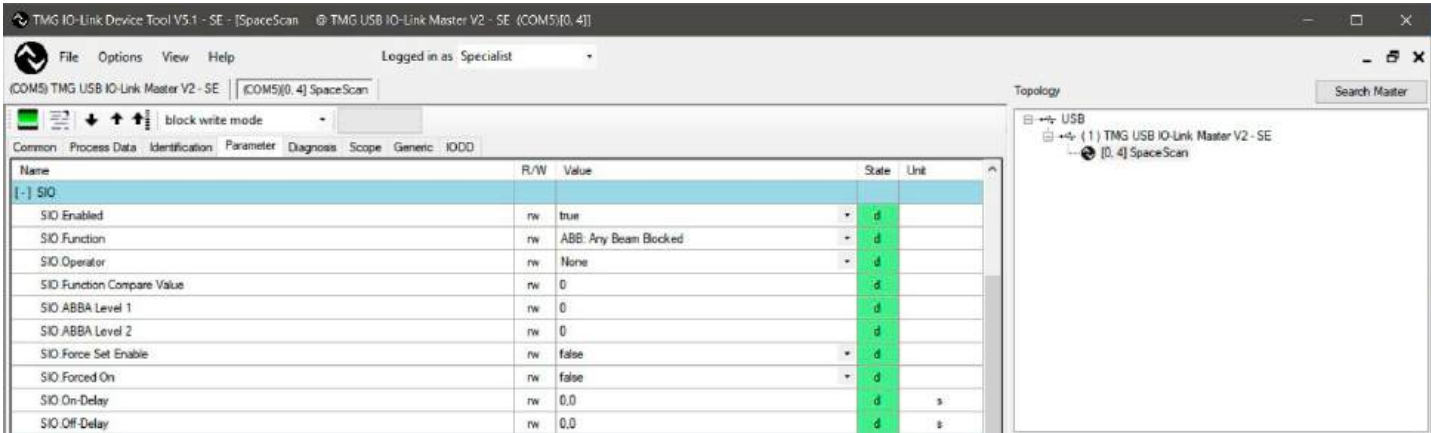 TMG IO-Link Device Tool V5.1 - SE - [SpaceScan @ TMG USB IO-Link Master V2 - SE (COM5)[0, 4]]
File Options View Help Logged in as Specialist
(COM5) TMG USB IO-Link Master V2 - SE (COM5)[0, 4] SpaceScan Topology Search Master
block write mode
USB
(1) TMG USB IO-Link Master V2 - SE
[0, 4] SpaceScan
Common Process Data Identification Parameter Diagnosis Scope Generic IODD
Name R/W Value State Unit
[-] SIO
SIO.Enabled rw true d
SIO.Function rw ABB: Any Beam Blocked d
SIO.Operator rw None d
SIO.Function Compare Value rw 0 d
SIO.ABBA Level 1 rw 0 d
SIO.ABBA Level 2 rw 0 d
SIO.Force Set Enable rw false d
SIO.Forced On rw false d
SIO.On-Delay rw 0,0 d s
SIO.Off-Delay rw 0,0 d s